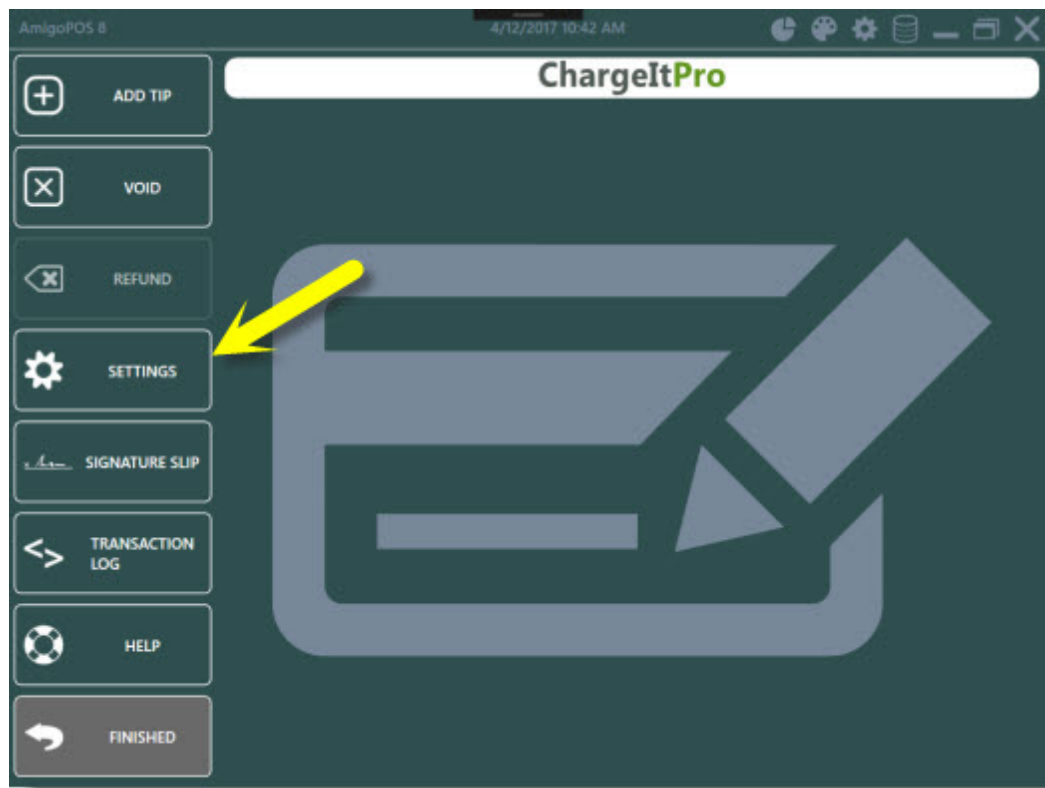 AmigoPOS 8
4/12/2017 10:42 AM
ChargeItPro
ADD TIP
VOID
REFUND
SETTINGS
SIGNATURE SLIP
TRANSACTION
LOG
HELP
FINISHED